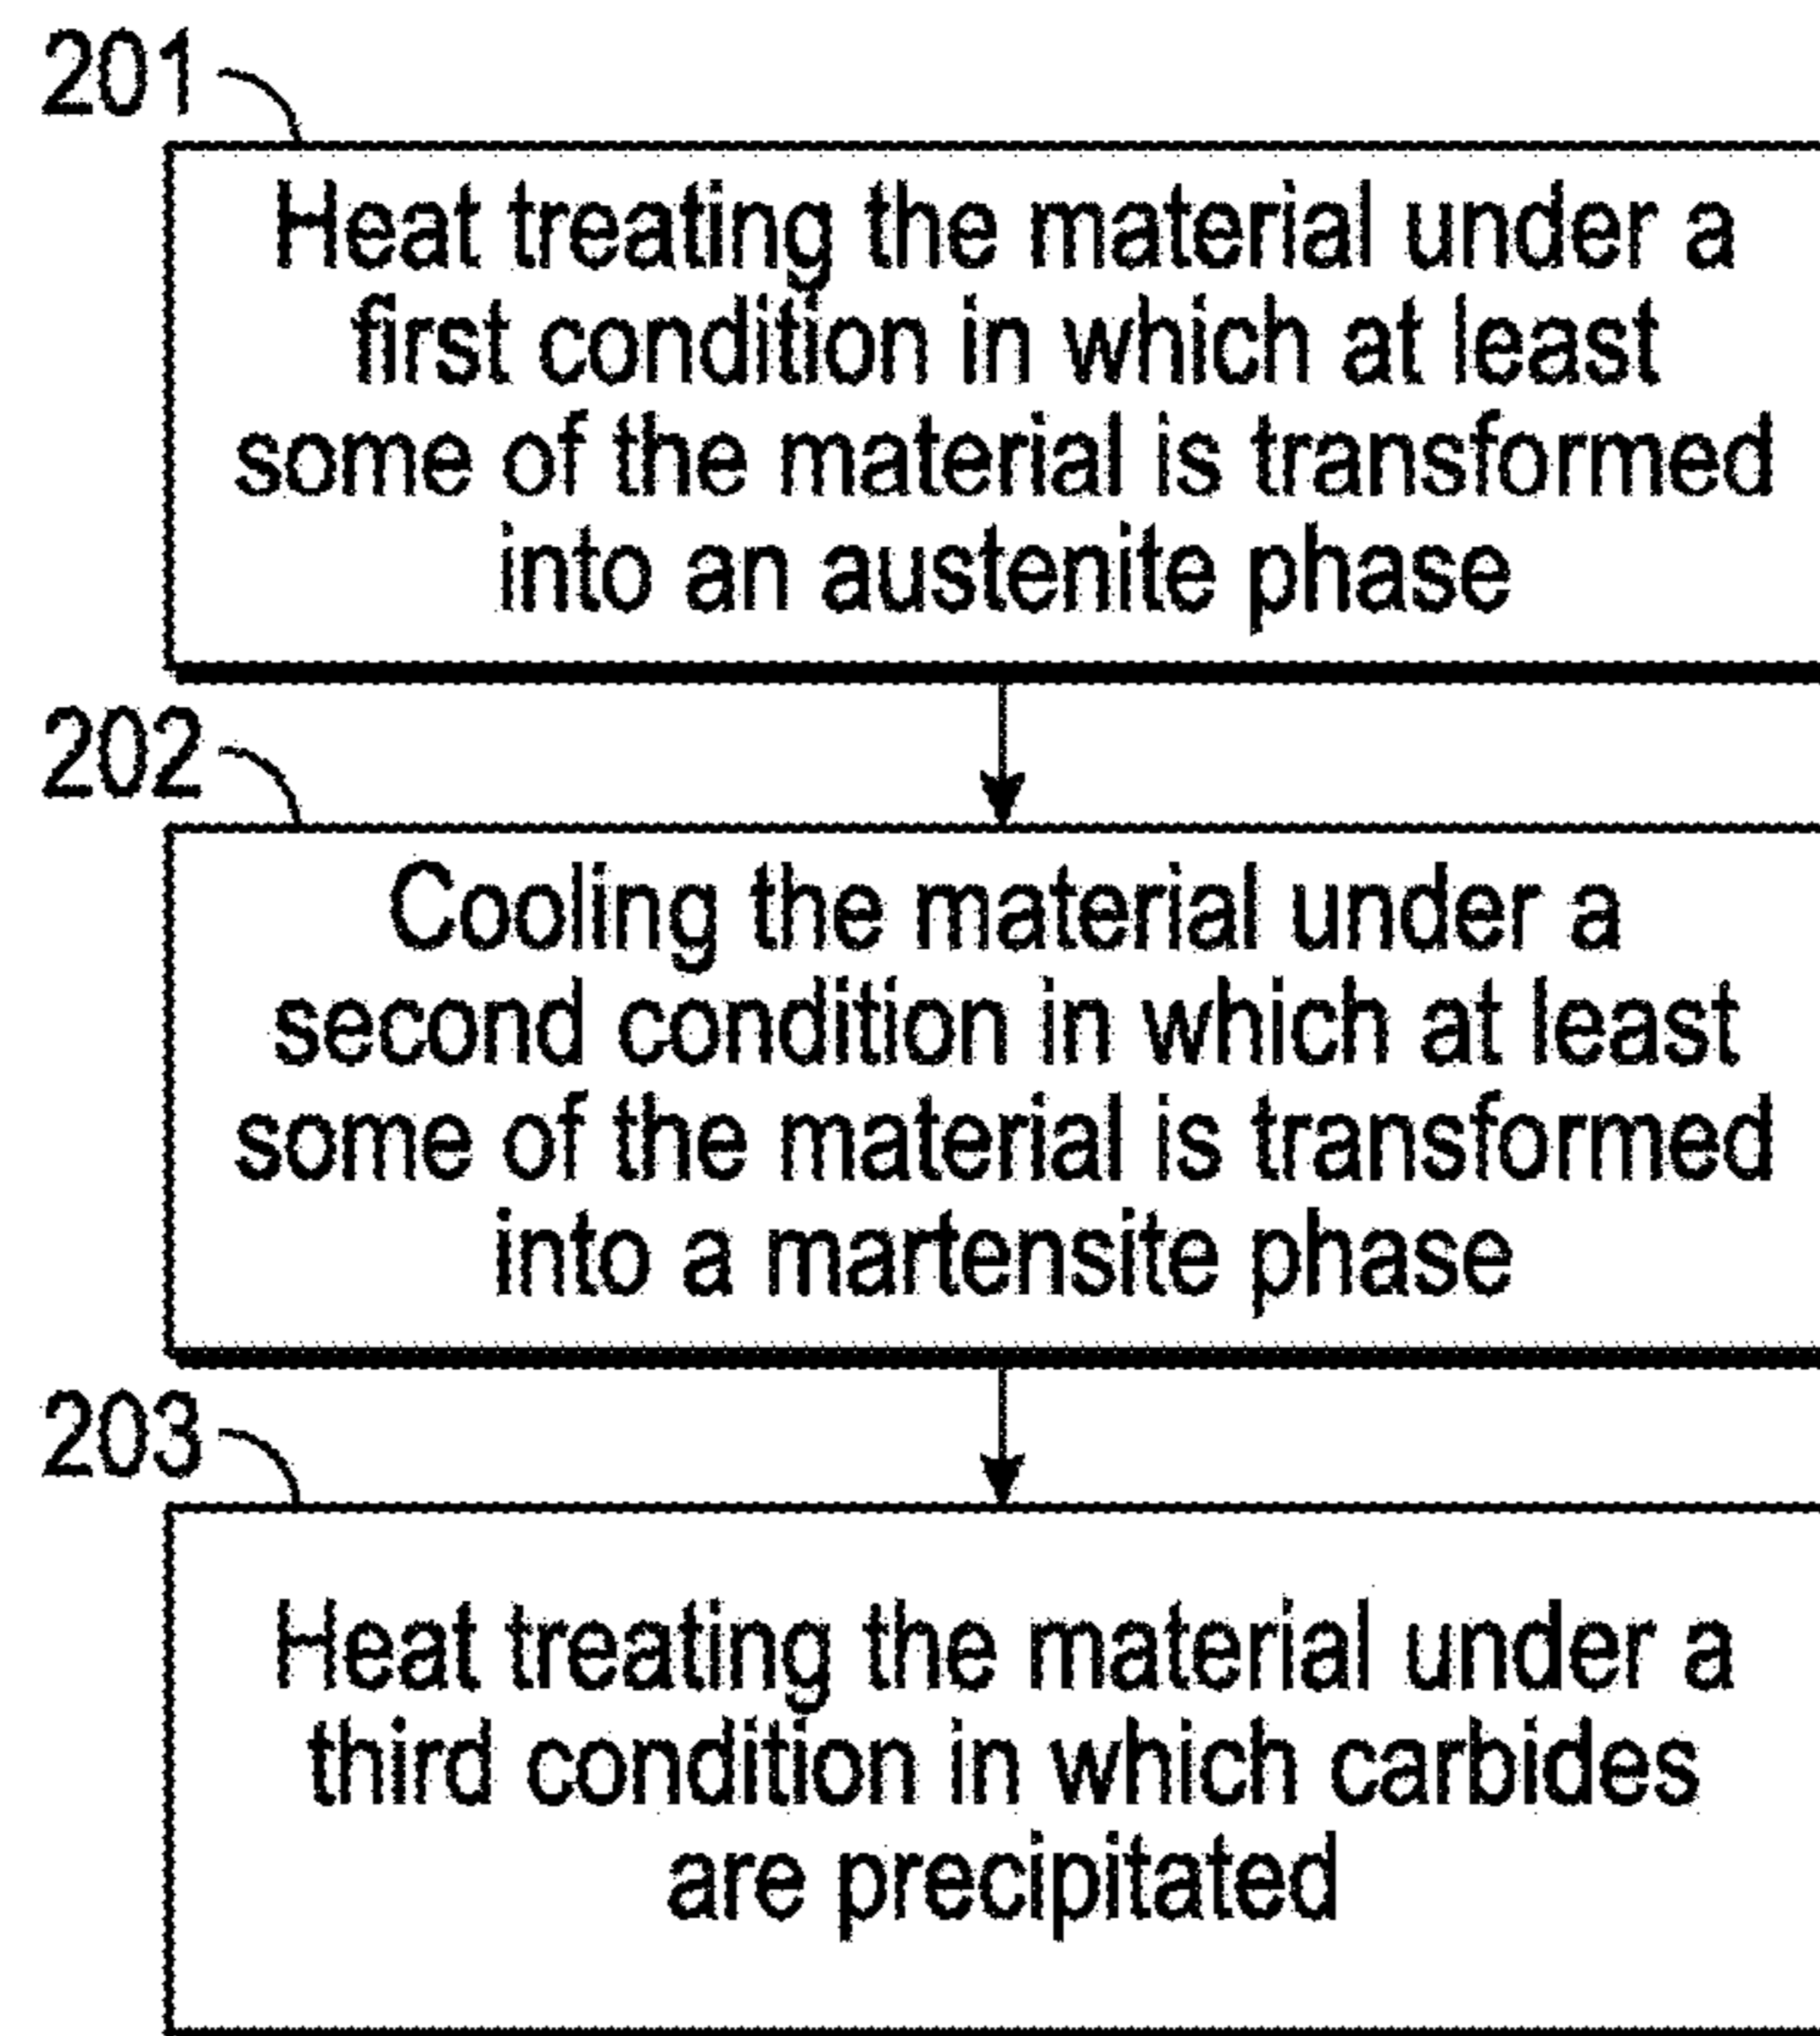 201
Heat treating the material under a
first condition in which at least
some of the material is transformed
into an austenite phase
202
Cooling the material under a
second condition in which at least
some of the material is transformed
into a martensite phase
203
Heat treating the material under a
third condition in which carbides
are precipitated